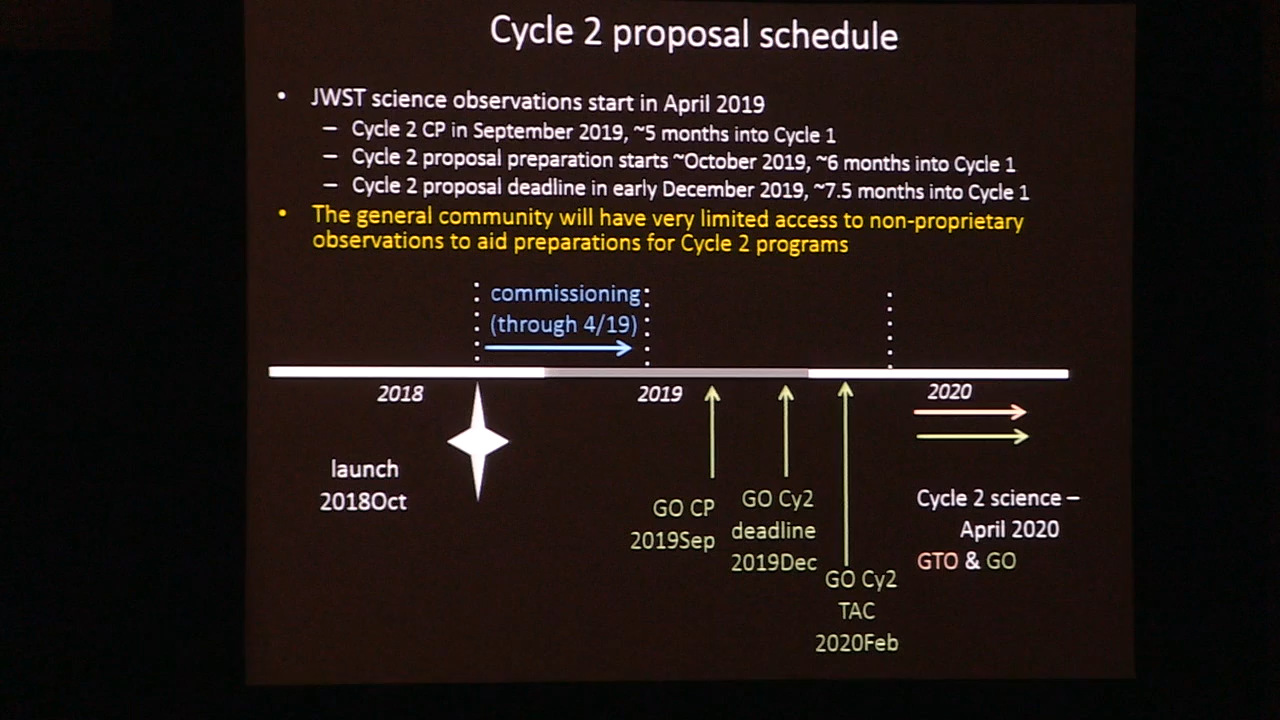 Cycle 2 proposal schedule
• JWST science observations start in April 2019
– Cycle 2 CP in September 2019, ~5 months into Cycle 1
– Cycle 2 proposal preparation starts ~October 2019, ~6 months into Cycle 1
– Cycle 2 proposal deadline in early December 2019, ~7.5 months into Cycle 1
• The general community will have very limited access to non-proprietary
observations to aid preparations for Cycle 2 programs
commissioning
(through 4/19)
2018
2019
2020
launch
2018Oct
GO CP
2019Sep
GO Cy2
deadline
2019Dec
GO Cy2
TAC
2020Feb
Cycle 2 science –
April 2020
GTO & GO